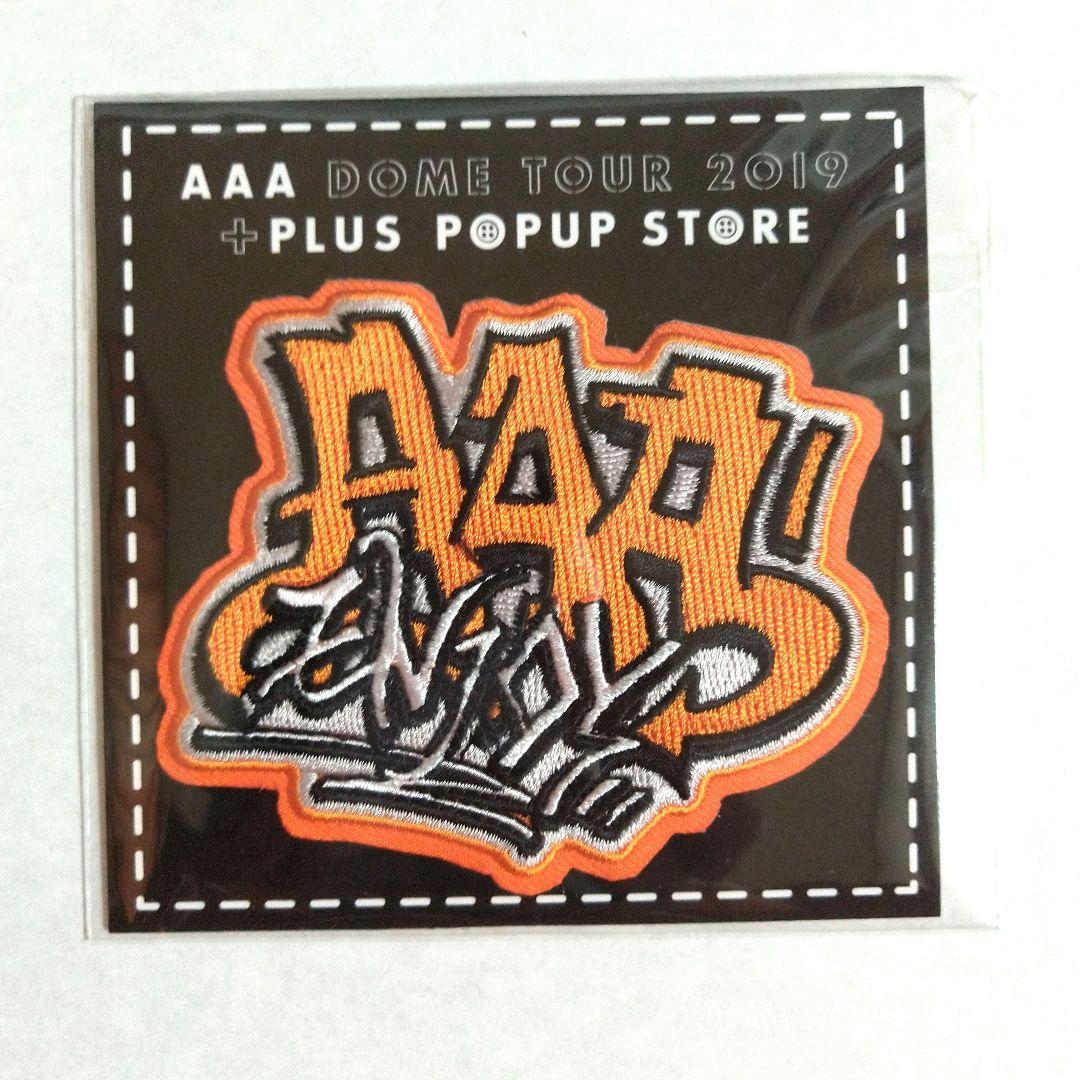 AAA DOME TOUR 2019
+PLUS POPUP STORE
AAA
ENJOY